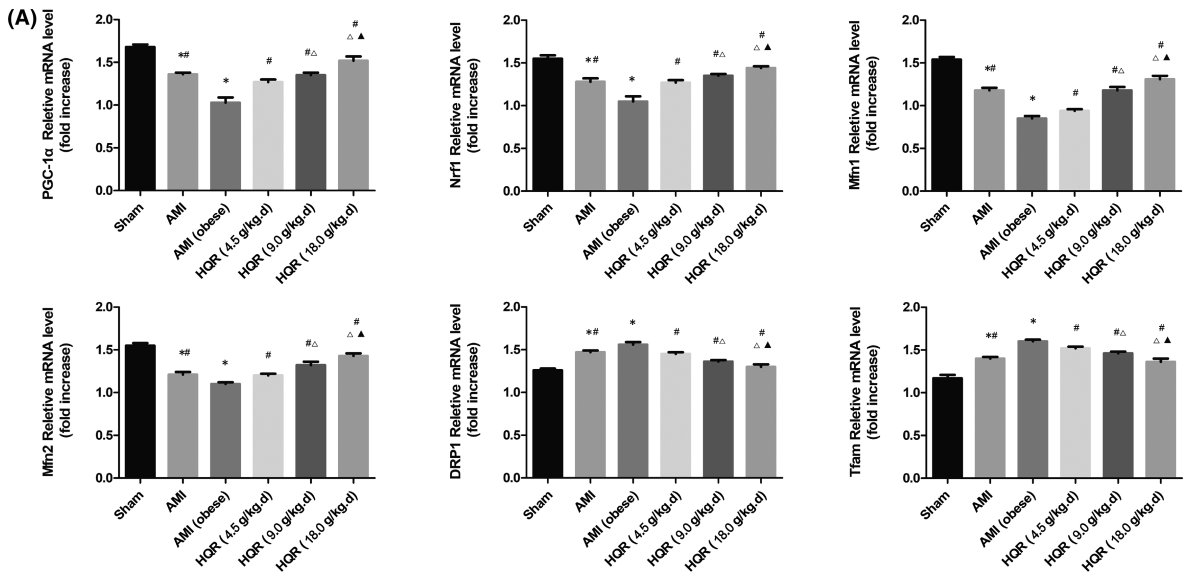 (A)
PGC-1α Reletive mRNA level
(fold increase)
2.0
1.5
1.0
0.5
0.0
*#
*
#
#△
#
△ ▲
Sham
AMI
AMI (obese)
HQR ( 4.5 g/kg.d)
HQR ( 9.0 g/kg.d)
HQR ( 18.0 g/kg.d)
Nrf1 Reletive mRNA level
(fold increase)
2.0
1.5
1.0
0.5
0.0
*#
*
#
#△
#
△ ▲
Sham
AMI
AMI (obese)
HQR ( 4.5 g/kg.d)
HQR ( 9.0 g/kg.d)
HQR ( 18.0 g/kg.d)
Mfn1 Reletive mRNA level
(fold increase)
2.0
1.5
1.0
0.5
0.0
*#
*
#
#△
#
△ ▲
Sham
AMI
AMI (obese)
HQR ( 4.5 g/kg.d)
HQR ( 9.0 g/kg.d)
HQR ( 18.0 g/kg.d)
Mfn2 Reletive mRNA level
(fold increase)
2.0
1.5
1.0
0.5
0.0
*#
*
#
#△
#
△ ▲
Sham
AMI
AMI (obese)
HQR ( 4.5 g/kg.d)
HQR ( 9.0 g/kg.d)
HQR ( 18.0 g/kg.d)
DRP1 Reletive mRNA level
(fold increase)
2.0
1.5
1.0
0.5
0.0
*#
*
#
#△
#
△ ▲
Sham
AMI
AMI (obese)
HQR ( 4.5 g/kg.d)
HQR ( 9.0 g/kg.d)
HQR ( 18.0 g/kg.d)
Tfam Reletive mRNA level
(fold increase)
2.0
1.5
1.0
0.5
0.0
*#
*
#
#△
#
△ ▲
Sham
AMI
AMI (obese)
HQR ( 4.5 g/kg.d)
HQR ( 9.0 g/kg.d)
HQR ( 18.0 g/kg.d)